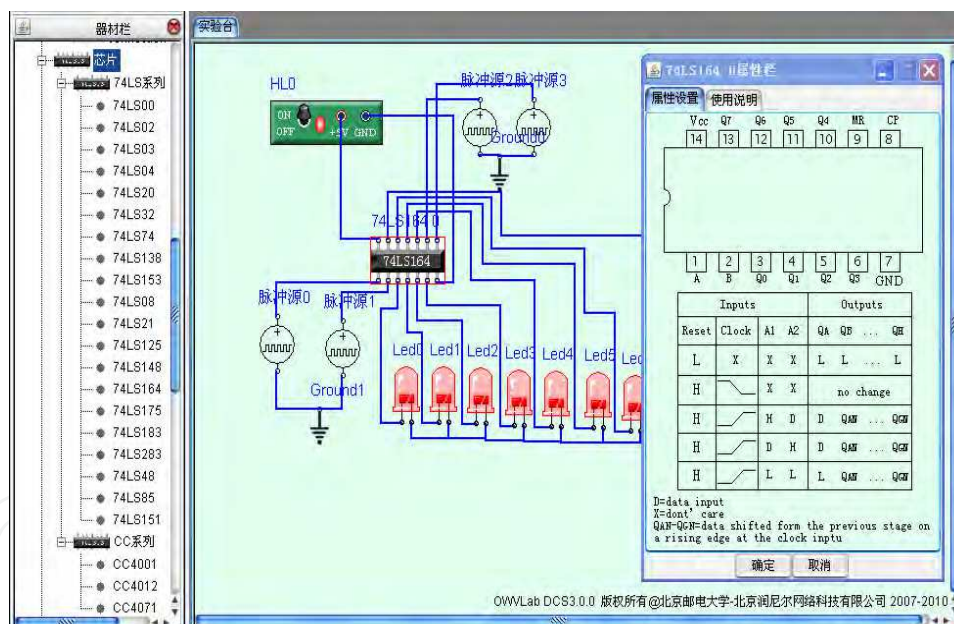 器材栏
芯片
74LS系列
74LS00
74LS02
74LS03
74LS04
74LS20
74LS32
74LS74
74LS138
74LS153
74LS08
74LS21
74LS125
74LS148
74LS164
74LS175
74LS183
74LS283
74LS48
74LS85
74LS151
CC系列
CC4001
CC4012
CC4071
实验台
HL0
ON
OFF
+5V GND
脉冲源2脉冲源3
Ground0
74LS164 0
74LS164
脉冲源0 脉冲源1
Ground1
Led0 Led1 Led2 Led3 Led4 Led5
74LS164 0属性栏
属性设置 使用说明
Vcc Q7 Q6 Q5 Q4 MR CP
14 13 12 11 10 9 8
1 2 3 4 5 6 7
A B Q0 Q1 Q2 Q3 GND
Inputs Outputs
Reset Clock A1 A2 QA QB ... QH
L X X X L L ... L
H X X no change
H H D D QAN ... QGN
H D H D QAN ... QGN
H L L L QAN ... QGN
D=data input
X=dont' care
QAN-QGN=data shifted form the previous stage on
a rising edge at the clock inptu
确定 取消
OWVLab DCS3.0.0 版权所有@北京邮电大学-北京润尼尔网络科技有限公司 2007-2010